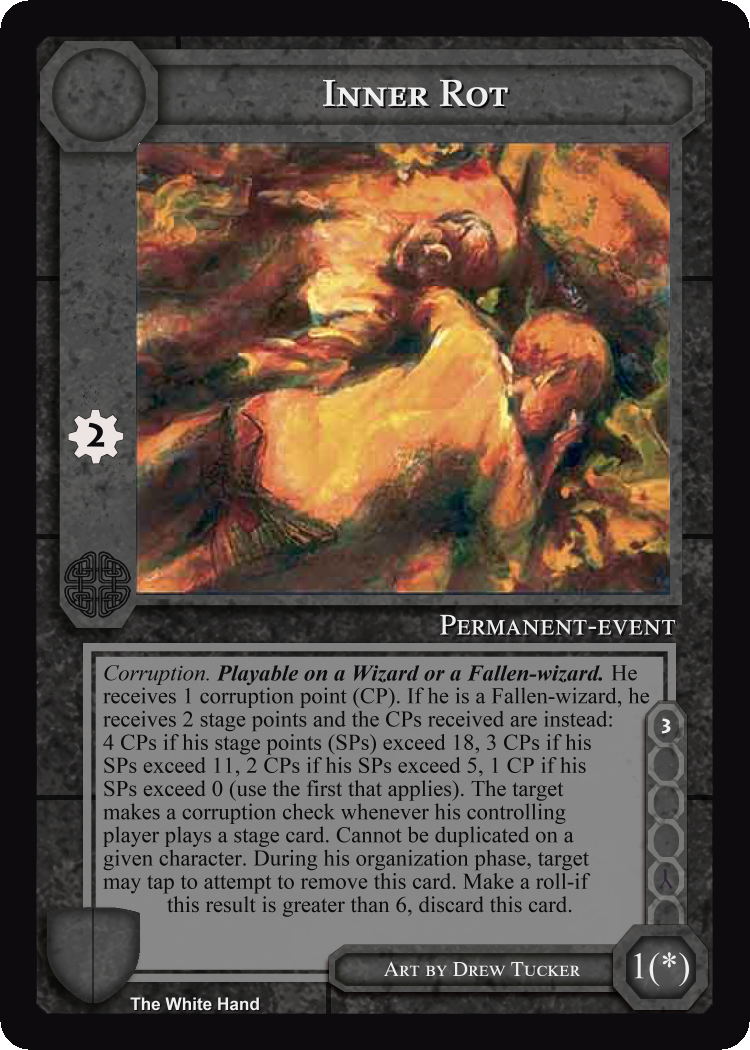 Inner Rot
2
Permanent-event
Corruption. Playable on a Wizard or a Fallen-wizard. He
receives 1 corruption point (CP). If he is a Fallen-wizard, he
receives 2 stage points and the CPs received are instead:
4 CPs if his stage points (SPs) exceed 18, 3 CPs if his
SPs exceed 11, 2 CPs if his SPs exceed 5, 1 CP if his
SPs exceed 0 (use the first that applies). The target
makes a corruption check whenever his controlling
player plays a stage card. Cannot be duplicated on a
given character. During his organization phase, target
may tap to attempt to remove this card. Make a roll-if
this result is greater than 6, discard this card.
3
Art by Drew Tucker
1(*)
The White Hand